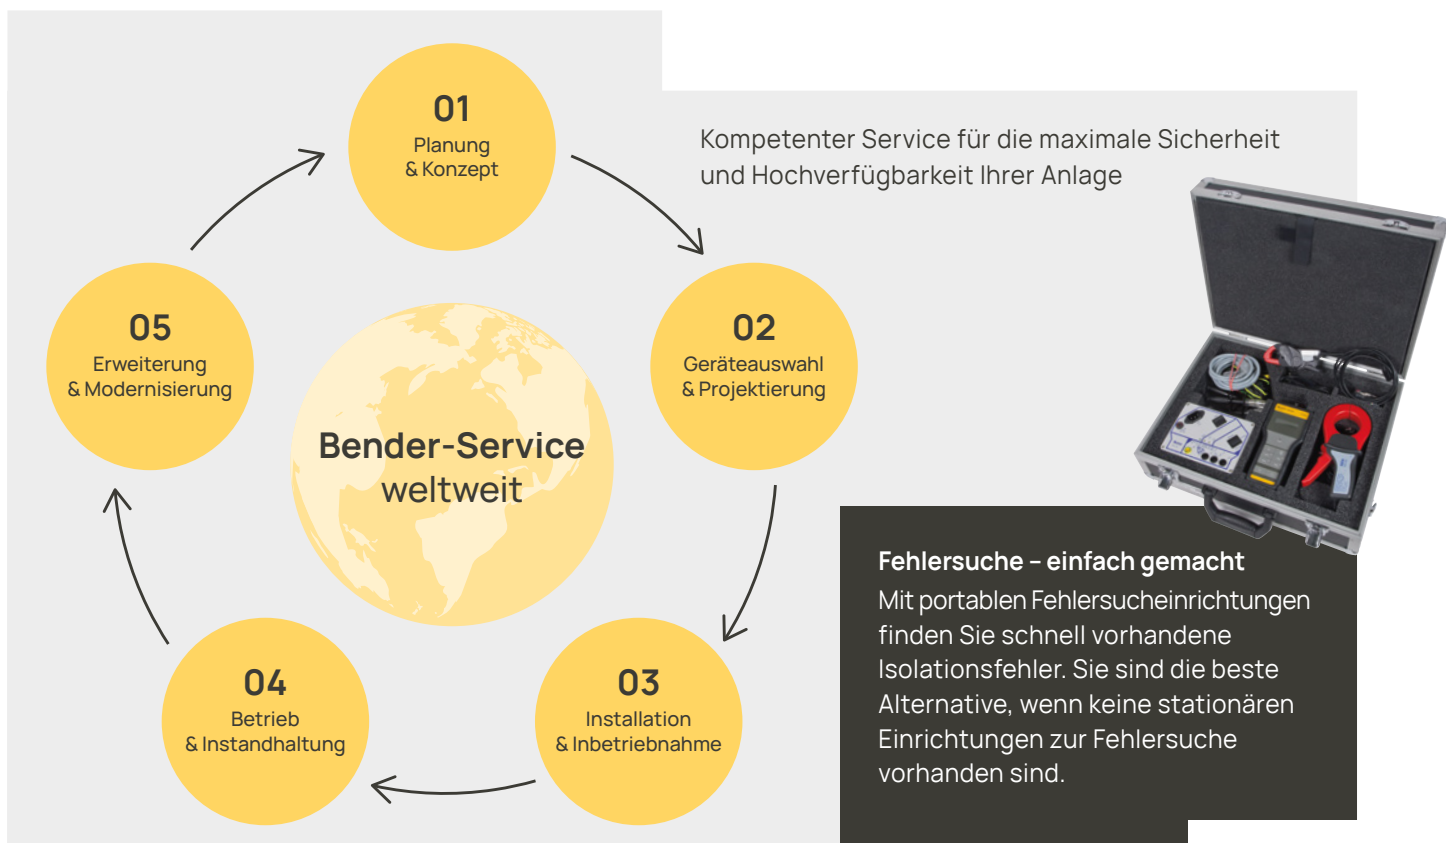 01
Planung
& Konzept
Kompetenter Service für die maximale Sicherheit
und Hochverfügbarkeit Ihrer Anlage
05
Erweiterung
& Modernisierung
02
Geräteauswahl
& Projektierung
Bender-Service
weltweit
04
Betrieb
& Instandhaltung
03
Installation
& Inbetriebnahme
Fehlersuche – einfach gemacht
Mit portablen Fehlersucheinrichtungen
finden Sie schnell vorhandene
Isolationsfehler. Sie sind die beste
Alternative, wenn keine stationären
Einrichtungen zur Fehlersuche
vorhanden sind.